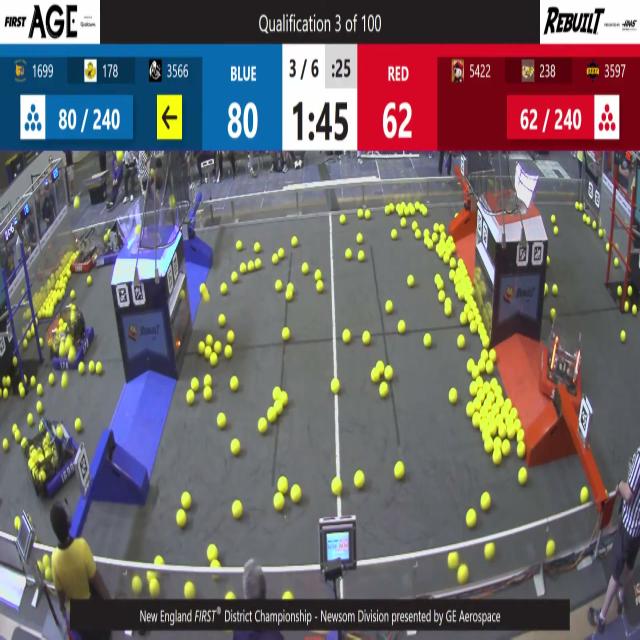 FIRST AGE
Qualification 3 of 100
REBUILT
1699 178 3566 BLUE 3 / 6 :25 RED 5422 238 3597
80 / 240 80 1:45 62 62 / 240
REBUILT
New England FIRST® District Championship - Newsom Division presented by GE Aerospace